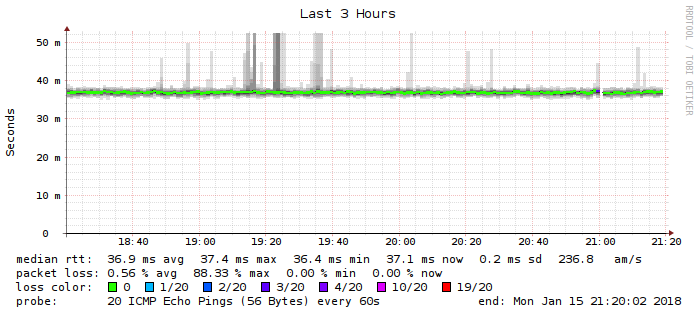 Last 3 Hours
RRDTOOL / TOBI OETIKER
Seconds
50 m
40 m
30 m
20 m
10 m
0
18:40 19:00 19:20 19:40 20:00 20:20 20:40 21:00 21:20
median rtt: 36.9 ms avg 37.4 ms max 36.4 ms min 37.1 ms now 0.2 ms sd 236.8 am/s
packet loss: 0.56 % avg 88.33 % max 0.00 % min 0.00 % now
loss color: 0 1/20 2/20 3/20 4/20 10/20 19/20
probe: 20 ICMP Echo Pings (56 Bytes) every 60s end: Mon Jan 15 21:20:02 2018